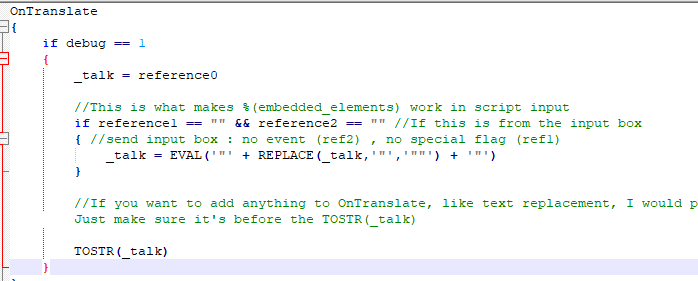 OnTranslate
{
if debug == 1
{
_talk = reference0
//This is what makes %(embedded_elements) work in script input
if reference1 == "" && reference2 == "" //If this is from the input box
{ //send input box : no event (ref2) , no special flag (ref1)
_talk = EVAL('"' + REPLACE(_talk,'"','""') + '"')
}
//If you want to add anything to OnTranslate, like text replacement, I would p
Just make sure it's before the TOSTR(_talk)
TOSTR(_talk)
}